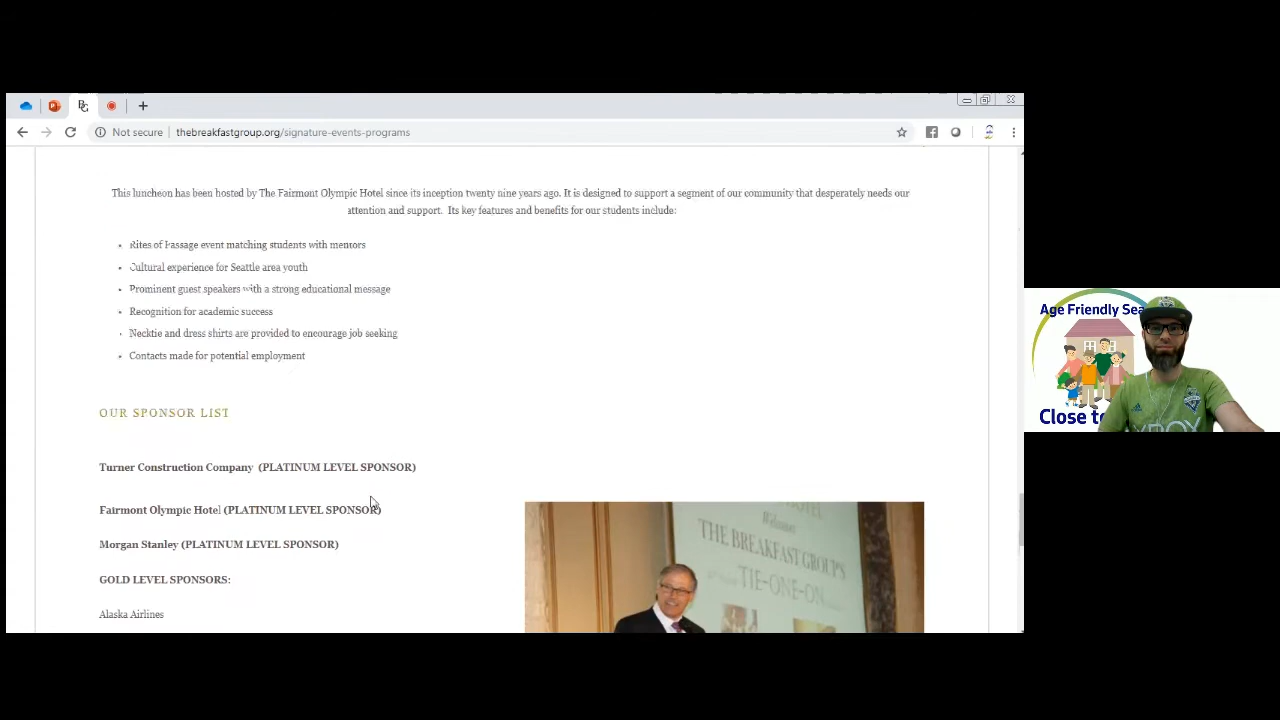 Not secure
thebreakfastgroup.org/signature-events-programs
This luncheon has been hosted by The Fairmont Olympic Hotel since its inception twenty nine years ago. It is designed to support a segment of our community that desperately needs our
attention and support. Its key features and benefits for our students include:
• Rites of Passage event matching students with mentors
• Cultural experience for Seattle area youth
• Prominent guest speakers with a strong educational message
• Recognition for academic success
• Necktie and dress shirts are provided to encourage job seeking
• Contacts made for potential employment
OUR SPONSOR LIST
Turner Construction Company (PLATINUM LEVEL SPONSOR)
Fairmont Olympic Hotel (PLATINUM LEVEL SPONSOR)
Morgan Stanley (PLATINUM LEVEL SPONSOR)
GOLD LEVEL SPONSORS:
Alaska Airlines
Welcomes
THE BREAKFAST GROUP'S
TIE-ONE-ON
Age Friendly Sea
Close to
XBOX